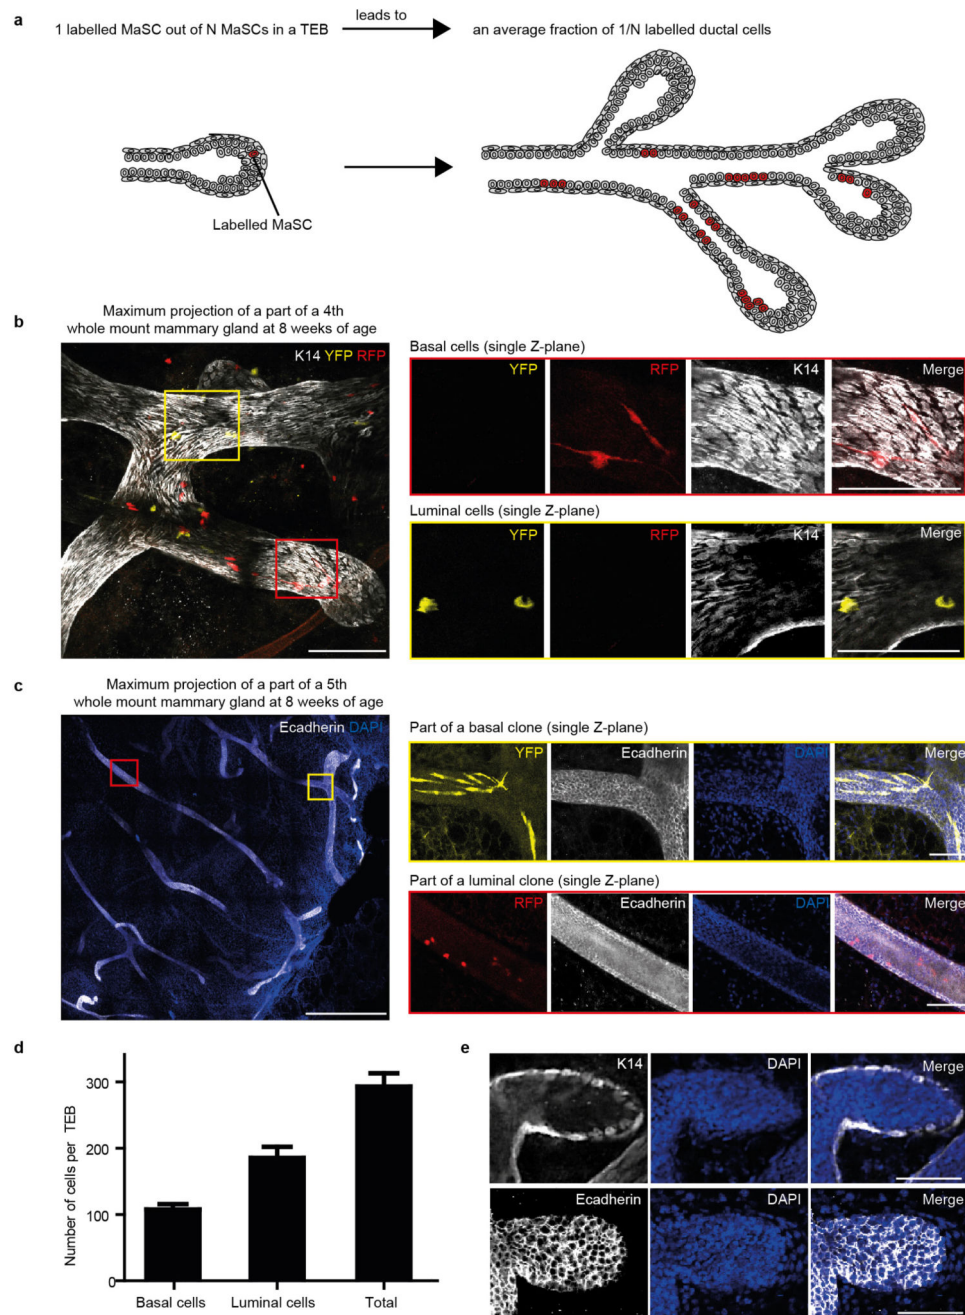 a
1 labelled MaSC out of N MaSCs in a TEB
leads to
an average fraction of 1/N labelled ductal cells
Labelled MaSC
b
Maximum projection of a part of a 4th
whole mount mammary gland at 8 weeks of age
K14 YFP RFP
Basal cells (single Z-plane)
YFP
RFP
K14
Merge
Luminal cells (single Z-plane)
YFP
RFP
K14
Merge
c
Maximum projection of a part of a 5th
whole mount mammary gland at 8 weeks of age
Ecadherin DAPI
Part of a basal clone (single Z-plane)
YFP
Ecadherin
DAPI
Merge
Part of a luminal clone (single Z-plane)
RFP
Ecadherin
DAPI
Merge
d
Number of cells per TEB
300
200
100
0
Basal cells
Luminal cells
Total
e
K14
DAPI
Merge
Ecadherin
DAPI
Merge